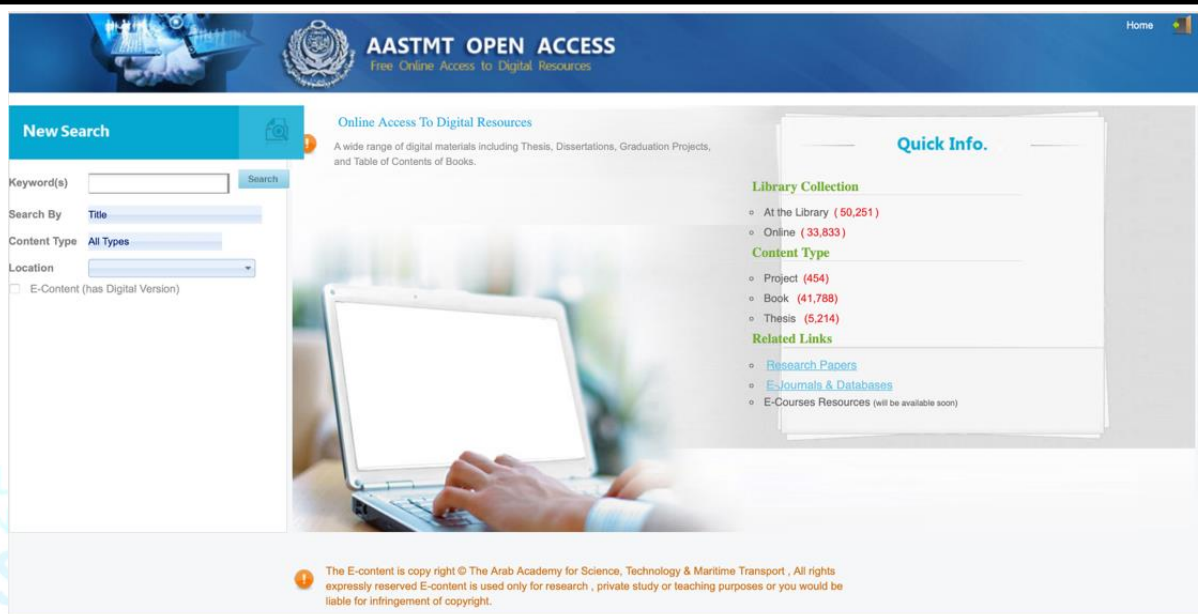 Home
AASTMT OPEN ACCESS
Free Online Access to Digital Resources
New Search
Keyword(s)
Search
Search By
Title
Content Type
All Types
Location
E-Content (has Digital Version)
Online Access To Digital Resources
A wide range of digital materials including Thesis, Dissertations, Graduation Projects,
and Table of Contents of Books.
Quick Info.
Library Collection
At the Library ( 50,251 )
Online ( 33,833 )
Content Type
Project (454)
Book (41,788)
Thesis (5,214)
Related Links
Research Papers
E-Journals & Databases
E-Courses Resources (will be available soon)
The E-content is copy right © The Arab Academy for Science, Technology & Maritime Transport , All rights
expressly reserved E-content is used only for research , private study or teaching purposes or you would be
liable for infringement of copyright.